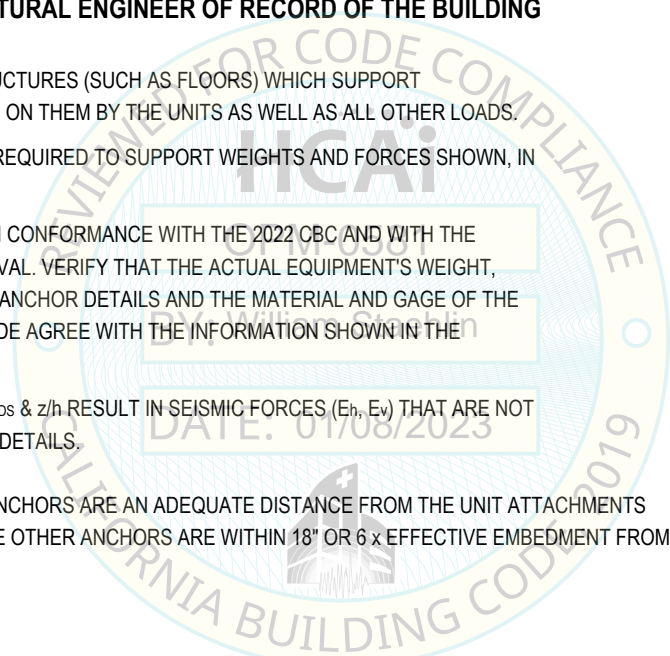 TURAL ENGINEER OF RECORD OF THE BUILDING
UCTURES (SUCH AS FLOORS) WHICH SUPPORT
ON THEM BY THE UNITS AS WELL AS ALL OTHER LOADS.
REQUIRED TO SUPPORT WEIGHTS AND FORCES SHOWN, IN
CONFORMANCE WITH THE 2022 CBC AND WITH THE
VAL. VERIFY THAT THE ACTUAL EQUIPMENT'S WEIGHT,
ANCHOR DETAILS AND THE MATERIAL AND GAGE OF THE
DE AGREE WITH THE INFORMATION SHOWN IN THE
DS & z/h RESULT IN SEISMIC FORCES (Eh, Ev) THAT ARE NOT
DETAILS.
NCHORS ARE AN ADEQUATE DISTANCE FROM THE UNIT ATTACHMENTS
E OTHER ANCHORS ARE WITHIN 18" OR 6 x EFFECTIVE EMBEDMENT FROM
REVIEWED FOR CODE COMPLIANCE
HCAi
OPM-0581
BY: William Staehlin
DATE: 01/08/2023
CALIFORNIA BUILDING CODE 2019